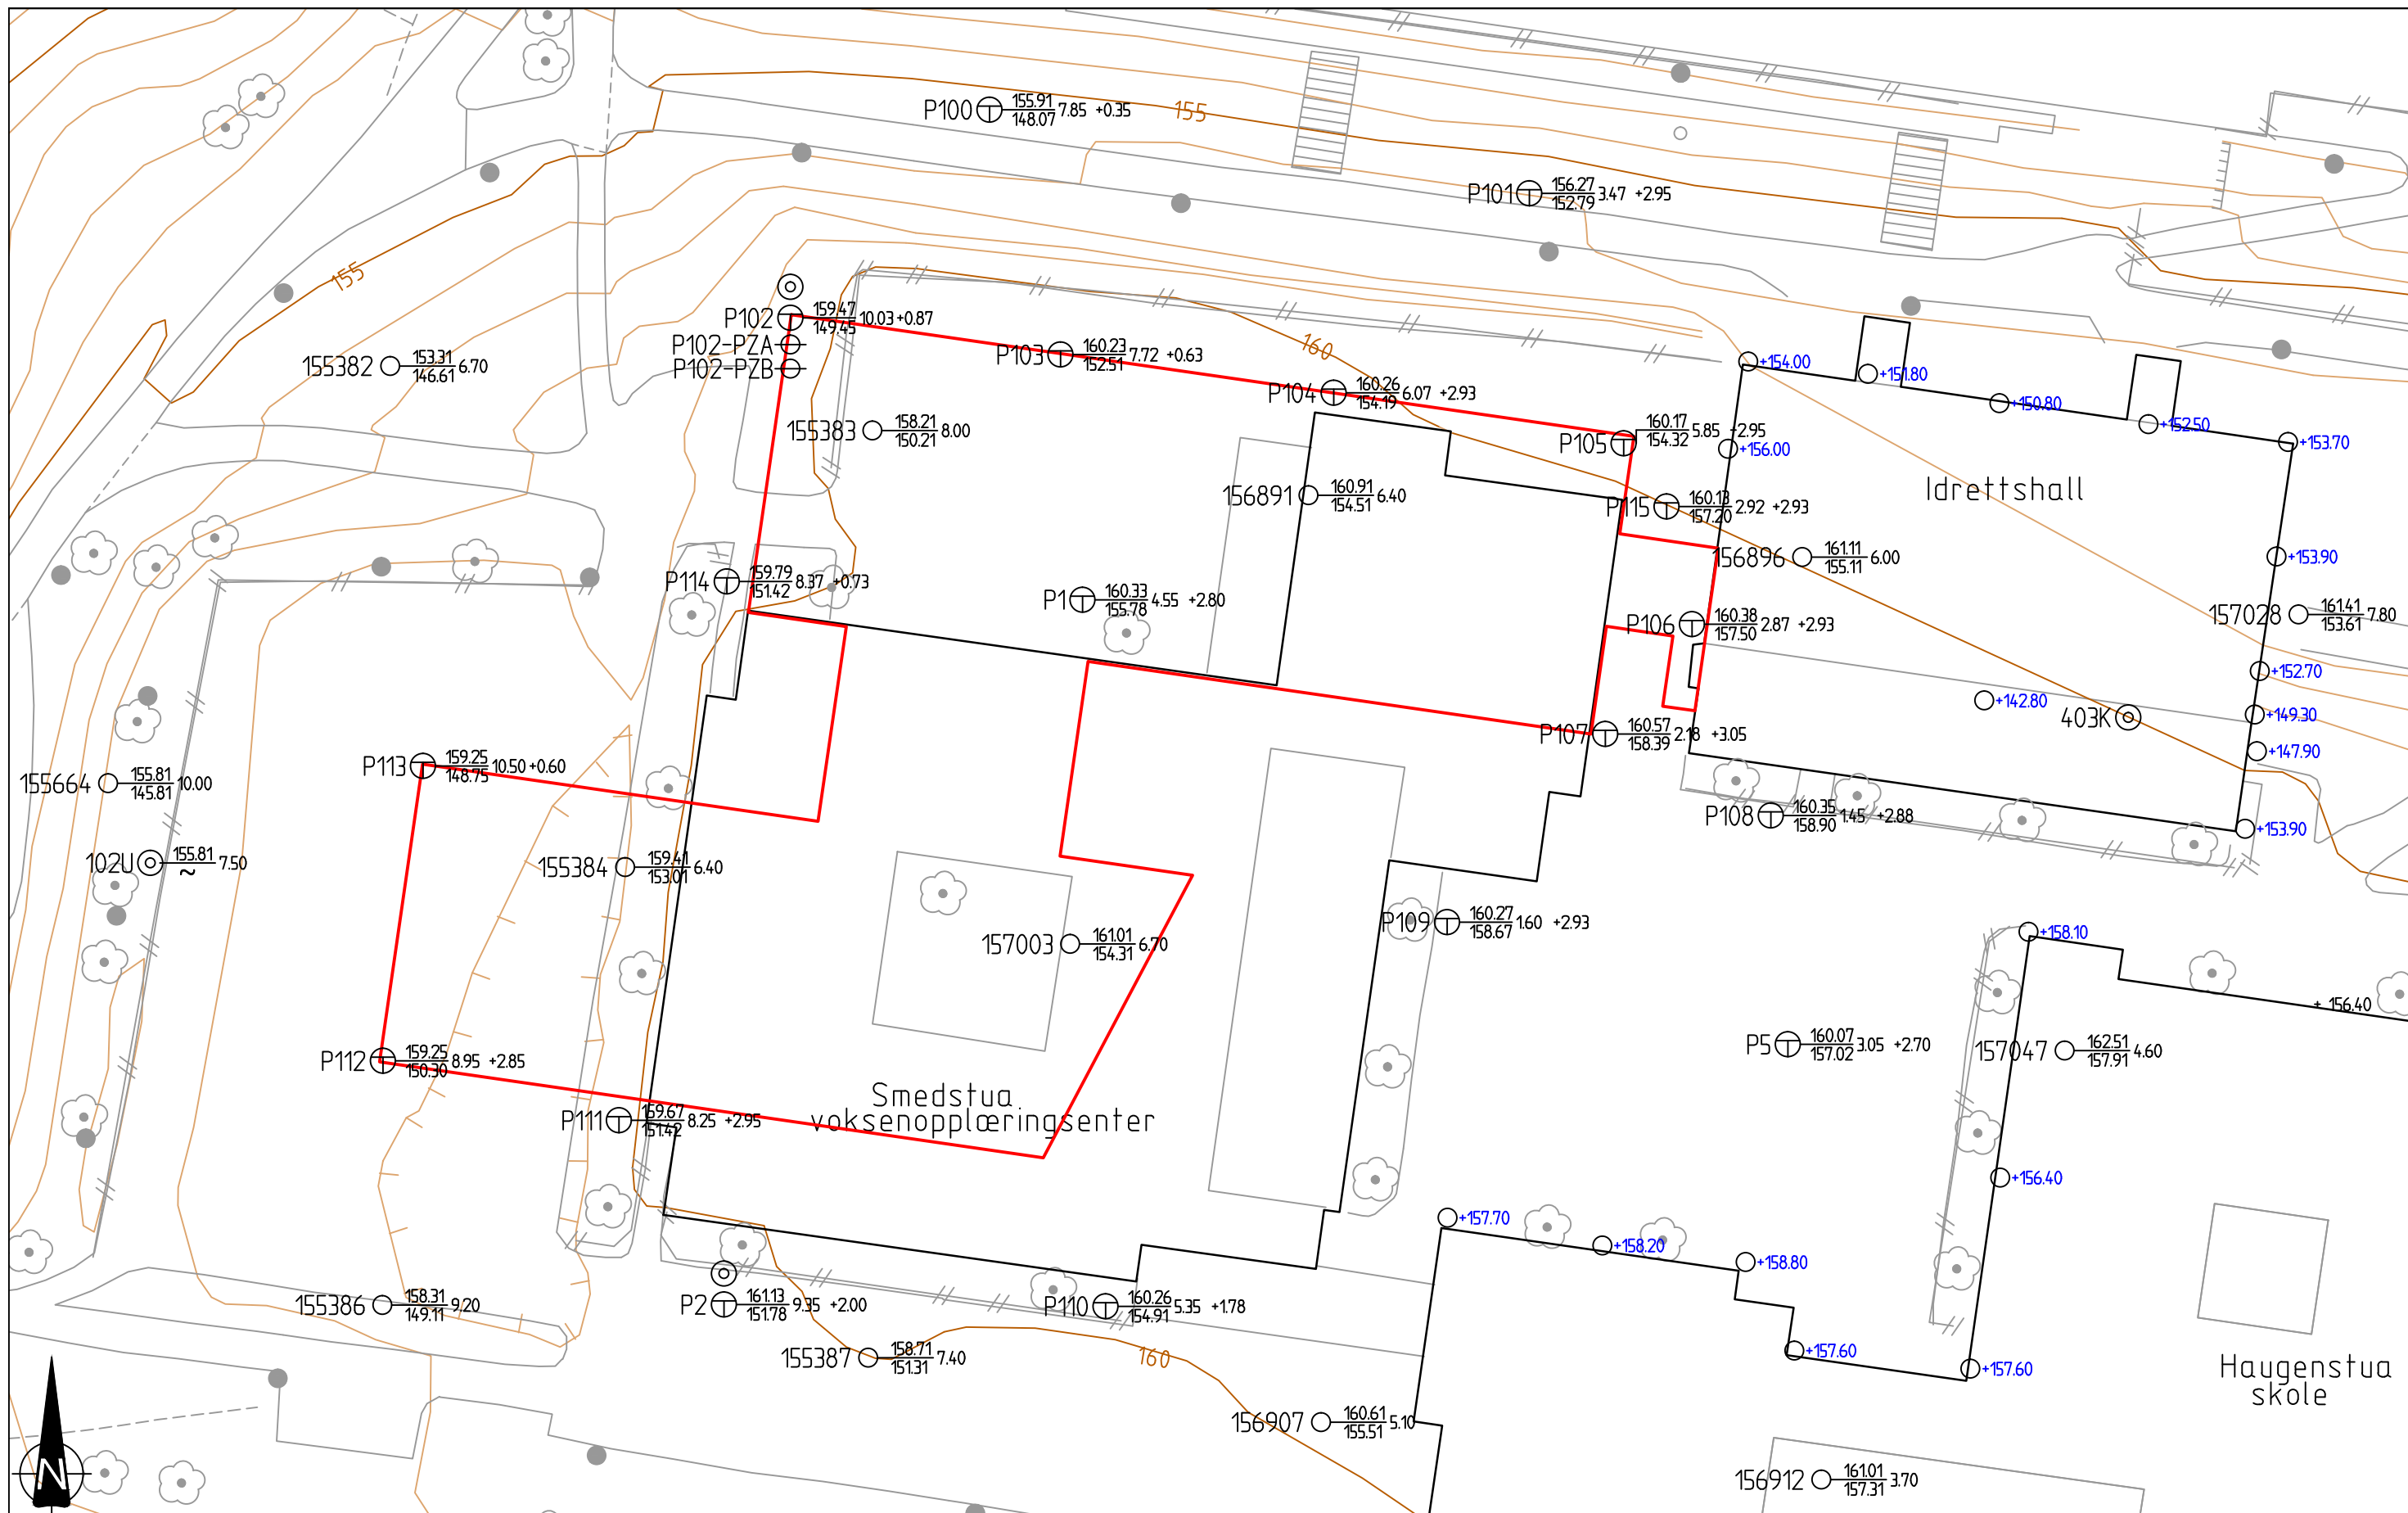 P100 155.91 7.85 +0.35
148.07
155
P101 156.27 3.47 +2.95
152.79
155
P102 159.47 10.03 +0.87
149.45
P102-PZA
P102-PZB
155382 153.31 6.70
146.61
P103 160.23 7.72 +0.63
152.51
160
P104 160.26 6.07 +2.93
154.19
+154.00
+151.80
+150.80
+152.50
+153.70
155383 158.21 8.00
150.21
P105 160.17 5.85 +2.95
154.32
+156.00
Idrettshall
156891 160.91 6.40
154.51
P115 160.13 2.92 +2.93
157.20
156896 161.11 6.00
155.11
+153.90
P114 159.79 8.37 +0.73
151.42
P1 160.33 4.55 +2.80
155.78
P106 160.38 2.87 +2.93
157.50
157028 161.41 7.80
153.61
+152.70
+142.80
403K
+149.30
P107 160.57 2.18 +3.05
158.39
+147.90
P113 159.25 10.50 +0.60
148.75
155664 155.81 10.00
145.81
P108 160.35 1.45 +2.88
158.90
+153.90
102U 155.81 7.50
~
155384 159.41 6.40
153.01
P109 160.27 1.60 +2.93
158.67
157003 161.01 6.70
154.31
+158.10
+ 156.40
P5 160.07 3.05 +2.70
157.02
157047 162.51 4.60
157.91
P112 159.25 8.95 +2.85
150.30
Smedstua
voksenopplæringsenter
P111 159.67 8.25 +2.95
151.42
+156.40
+157.70
+158.20
+158.80
155386 158.31 9.20
149.11
P2 161.13 9.35 +2.00
151.78
P110 160.26 5.35 +1.78
154.91
155387 158.71 7.40
151.31
160
+157.60
+157.60
Haugenstua
skole
156907 160.61 5.10
155.51
156912 161.01 3.70
157.31
N